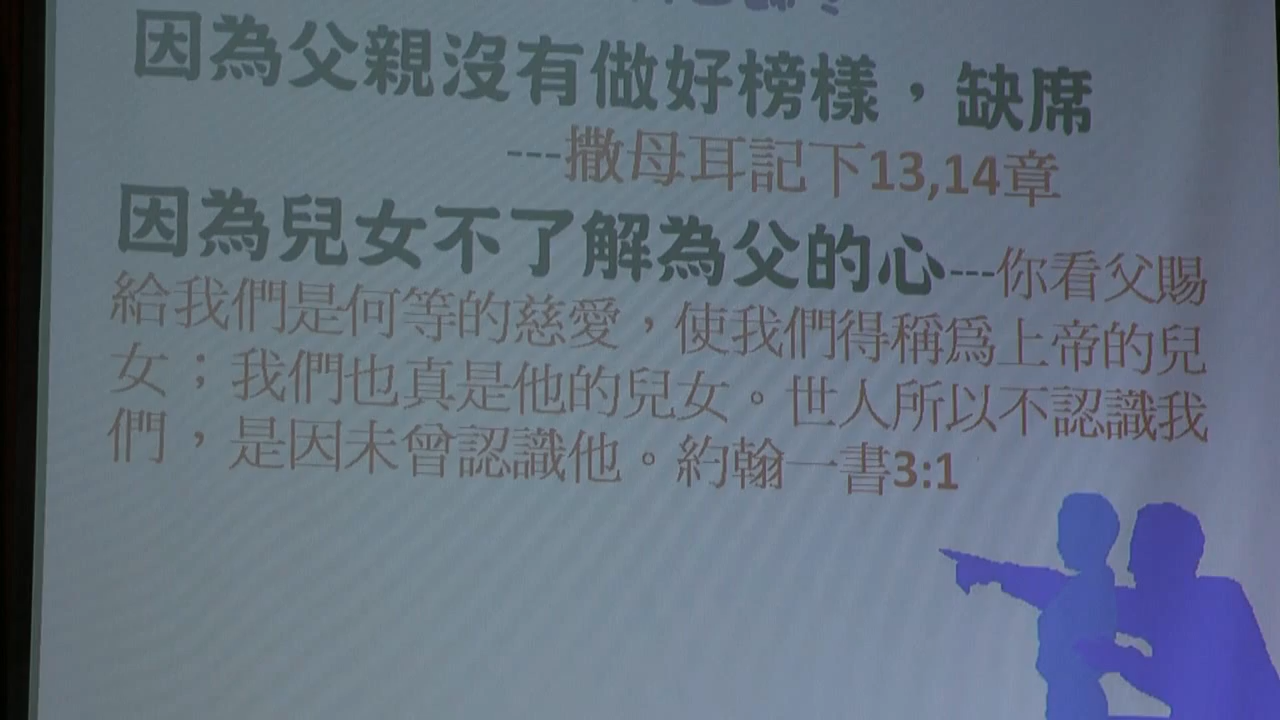 因為父親沒有做好榜樣，缺席
---撒母耳記下13,14章
因為兒女不了解為父的心---你看父賜
給我們是何等的慈愛，使我們得稱爲上帝的兒
女；我們也真是他的兒女。世人所以不認識我
們，是因未曾認識他。約翰一書3:1